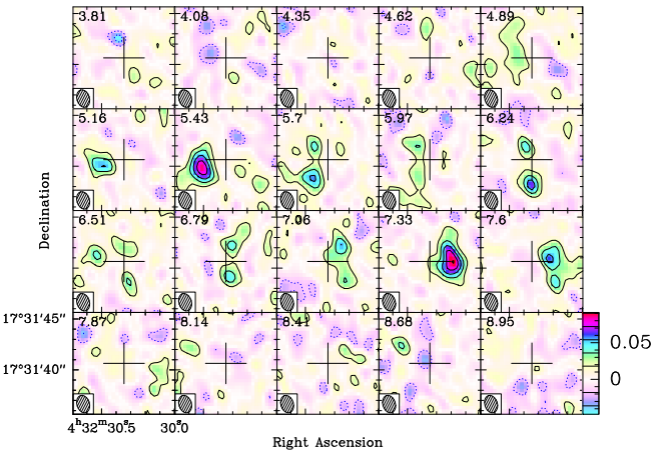 3.81 4.08 4.35 4.62 4.89
5.16 5.43 5.7 5.97 6.24
6.51 6.79 7.06 7.33 7.6
7.87 8.14 8.41 8.68 8.95
Declination
17°31'45"
17°31'40"
0.05
0
4h32m30s.5 30s.0
Right Ascension